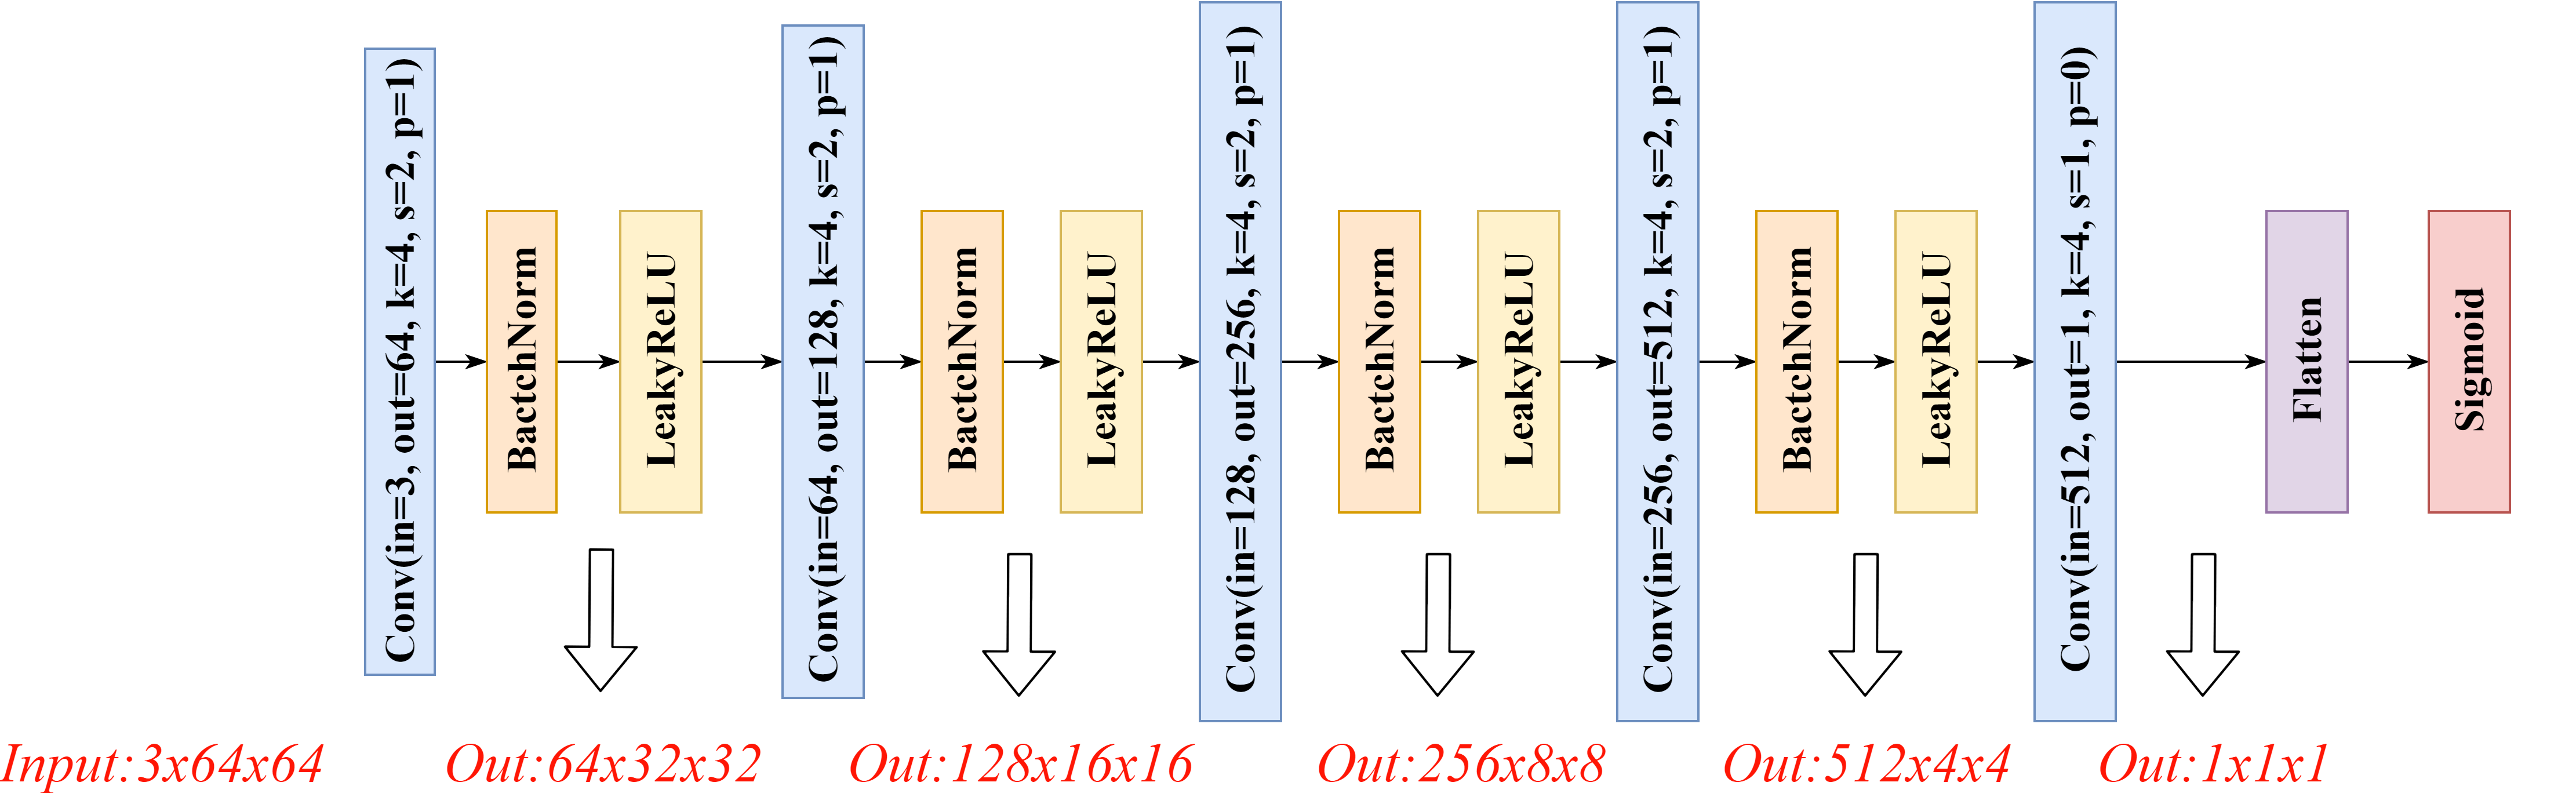 Conv(in=3, out=64, k=4, s=2, p=1)
BactchNorm
LeakyReLU
Conv(in=64, out=128, k=4, s=2, p=1)
BactchNorm
LeakyReLU
Conv(in=128, out=256, k=4, s=2, p=1)
BactchNorm
LeakyReLU
Conv(in=256, out=512, k=4, s=2, p=1)
BactchNorm
LeakyReLU
Conv(in=512, out=1, k=4, s=1, p=0)
Flatten
Sigmoid
Input:3x64x64
Out:64x32x32
Out:128x16x16
Out:256x8x8
Out:512x4x4
Out:1x1x1